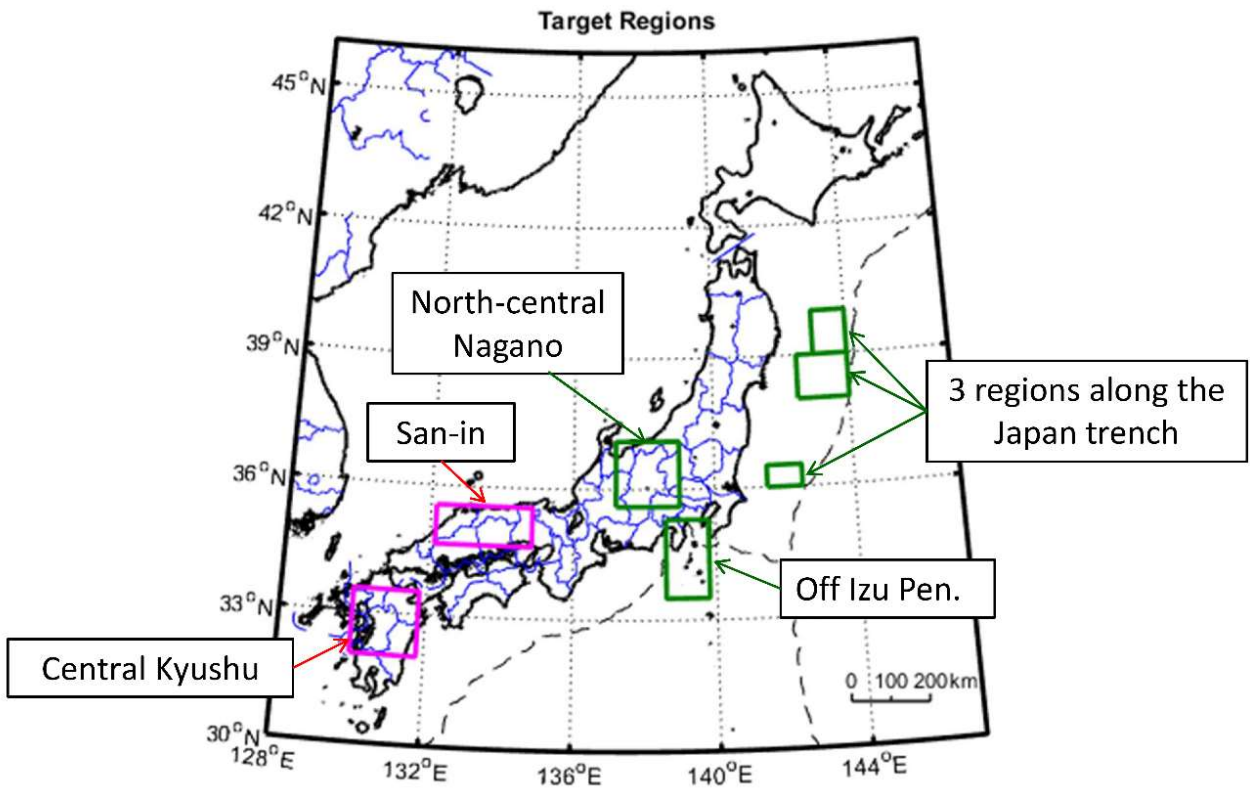 Target Regions
45°N
42°N
North-central
Nagano
39°N
3 regions along the
Japan trench
San-in
36°N
Off Izu Pen.
33°N
Central Kyushu
0 100 200km
30°N
128°E
132°E
136°E
140°E
144°E